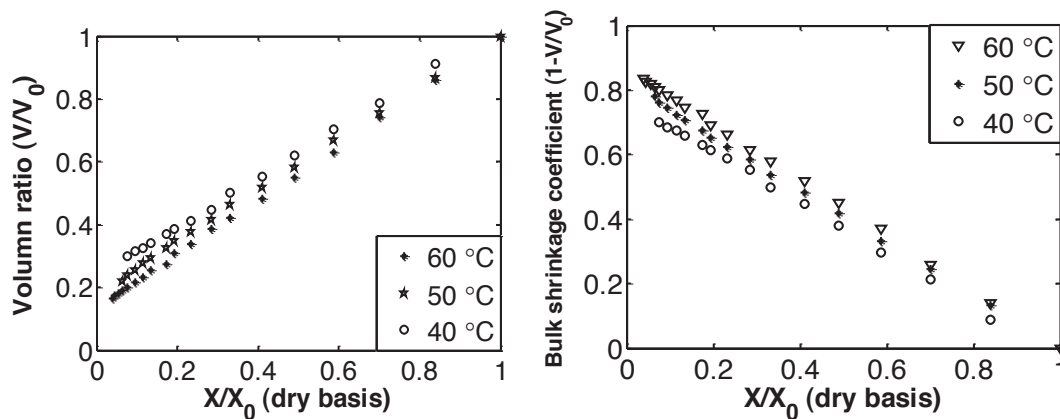 Volumn ratio (V/V0)
1
0.8
0.6
0.4
0.2
0
60 °C
50 °C
40 °C
0 0.2 0.4 0.6 0.8 1
X/X0 (dry basis)
Bulk shrinkage coefficient (1-V/V0)
1
0.8
0.6
0.4
0.2
0
60 °C
50 °C
40 °C
0 0.2 0.4 0.6 0.8 1
X/X0 (dry basis)